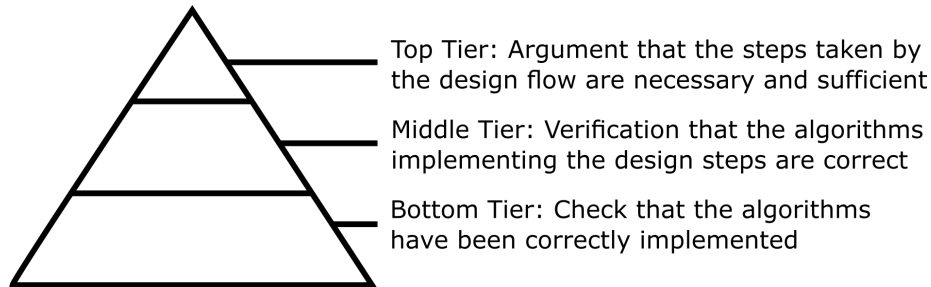 Top Tier: Argument that the steps taken by
the design flow are necessary and sufficient
Middle Tier: Verification that the algorithms
implementing the design steps are correct
Bottom Tier: Check that the algorithms
have been correctly implemented